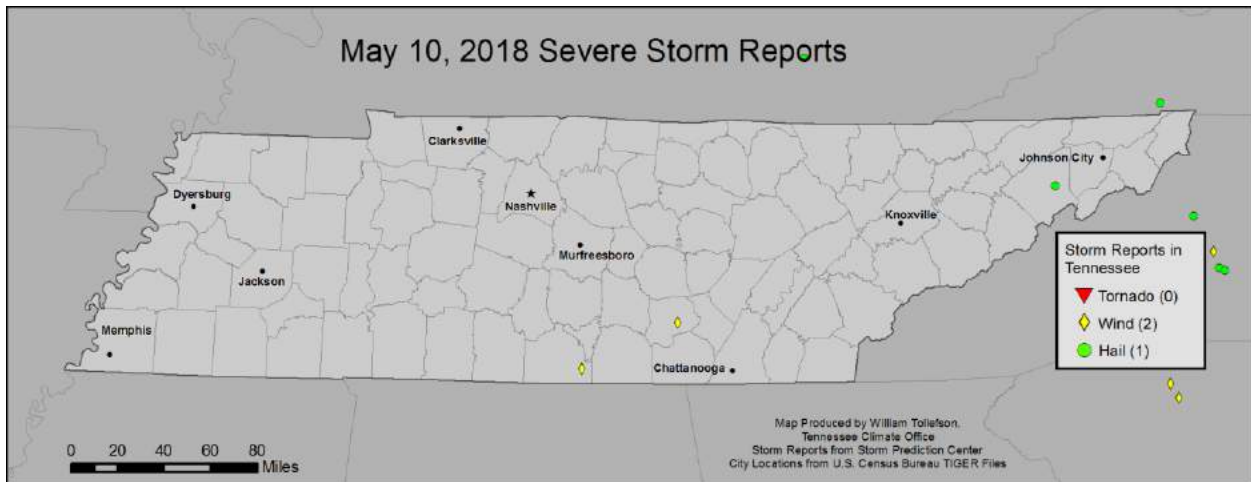 May 10, 2018 Severe Storm Reports
Clarksville
Johnson City
Dyersburg
Nashville
Knoxville
Murfreesboro
Jackson
Storm Reports in
Tennessee
Tornado (0)
Wind (2)
Hail (1)
Memphis
Chattanooga
Map Produced by William Tollefson,
Tennessee Climate Office
Storm Reports from Storm Prediction Center
City Locations from U.S. Census Bureau TIGER Files
0 20 40 60 80
Miles